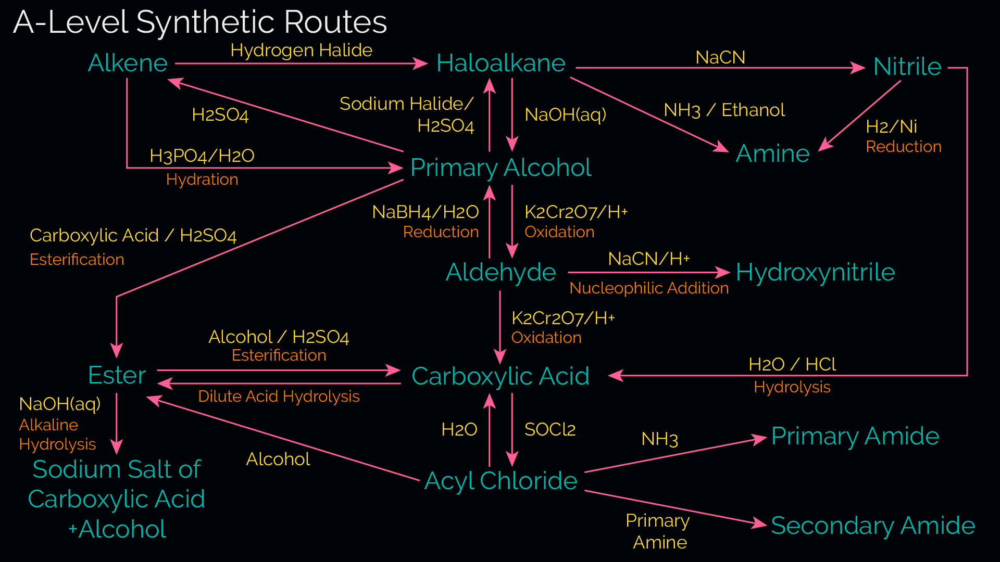 A-Level Synthetic Routes
Alkene
Hydrogen Halide
Haloalkane
NaCN
Nitrile
H2SO4
Sodium Halide/
H2SO4
NaOH(aq)
NH3 / Ethanol
H2/Ni
Reduction
Amine
H3PO4/H2O
Hydration
Primary Alcohol
Carboxylic Acid / H2SO4
Esterification
NaBH4/H2O
Reduction
K2Cr2O7/H+
Oxidation
Aldehyde
NaCN/H+
Nucleophilic Addition
Hydroxynitrile
K2Cr2O7/H+
Oxidation
Alcohol / H2SO4
Esterification
Ester
Dilute Acid Hydrolysis
Carboxylic Acid
H2O / HCl
Hydrolysis
NaOH(aq)
Alkaline
Hydrolysis
H2O
SOCl2
Alcohol
NH3
Primary Amide
Sodium Salt of
Carboxylic Acid
+Alcohol
Acyl Chloride
Primary
Amine
Secondary Amide